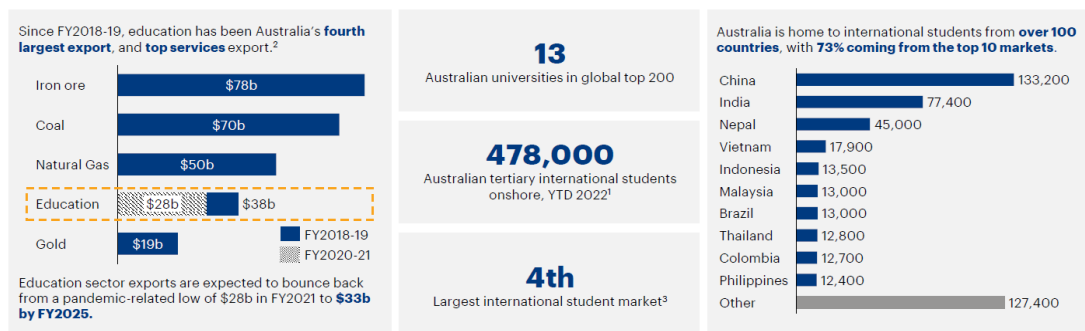 Since FY2018-19, education has been Australia's fourth
largest export, and top services export.²
Iron ore
$78b
Coal
$70b
Natural Gas
$50b
Education
$28b
$38b
Gold
$19b
FY2018-19
FY2020-21
Education sector exports are expected to bounce back
from a pandemic-related low of $28b in FY2021 to $33b
by FY2025.
13
Australian universities in global top 200
478,000
Australian tertiary international students
onshore, YTD 2022¹
4th
Largest international student market³
Australia is home to international students from over 100
countries, with 73% coming from the top 10 markets.
China 133,200
India 77,400
Nepal 45,000
Vietnam 17,900
Indonesia 13,500
Malaysia 13,000
Brazil 13,000
Thailand 12,800
Colombia 12,700
Philippines 12,400
Other 127,400